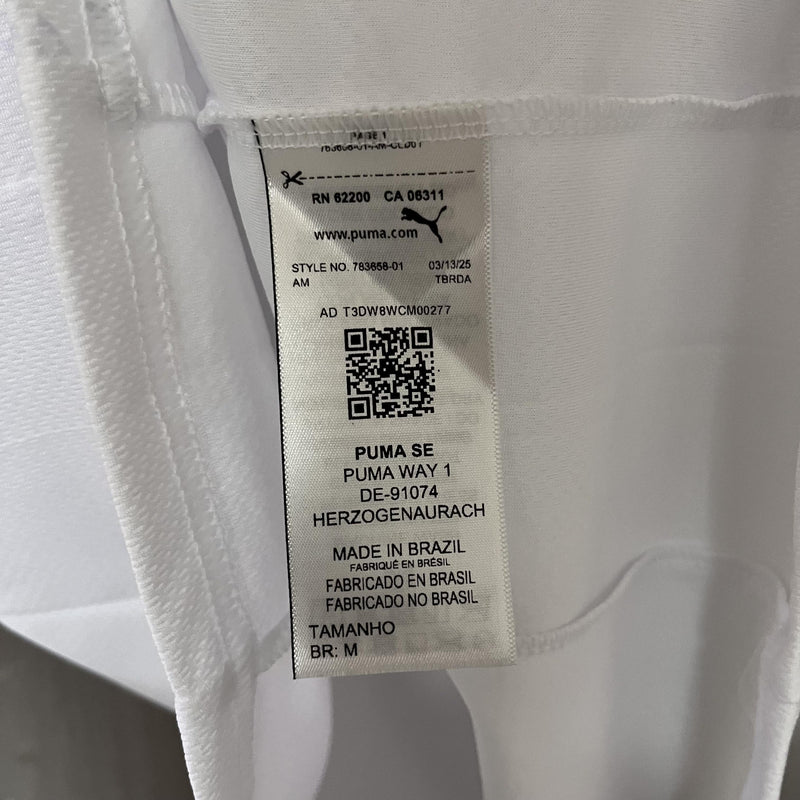 PAGE 1
RN 62200 CA 06311
www.puma.com
STYLE NO. 783658-01 03/13/25
AM TBRDA
AD T3DW8WCM00277
PUMA SE
PUMA WAY 1
DE-91074
HERZOGENAURACH
MADE IN BRAZIL
FABRIQUÉ EN BRÉSIL
FABRICADO EN BRASIL
FABRICADO NO BRASIL
TAMANHO
BR: M